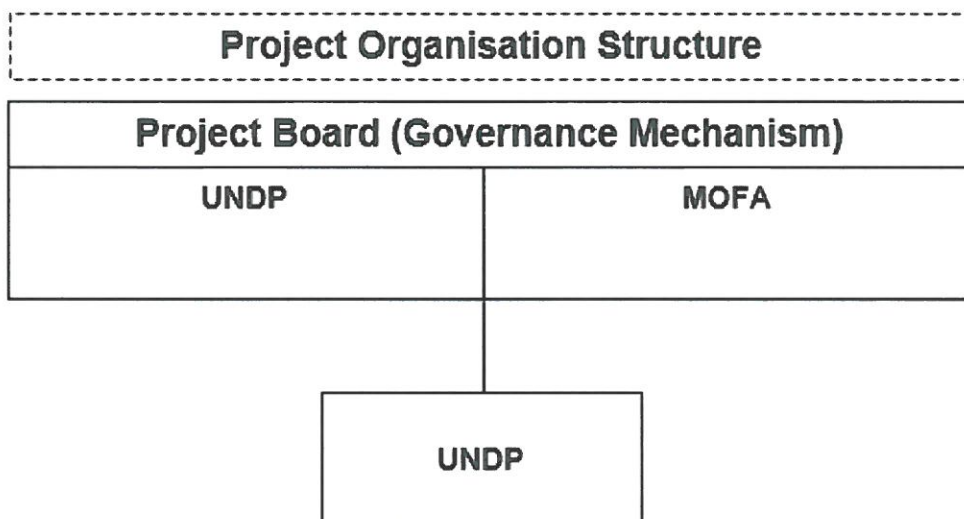 Project Organisation Structure
Project Board (Governance Mechanism)
UNDP
MOFA
UNDP